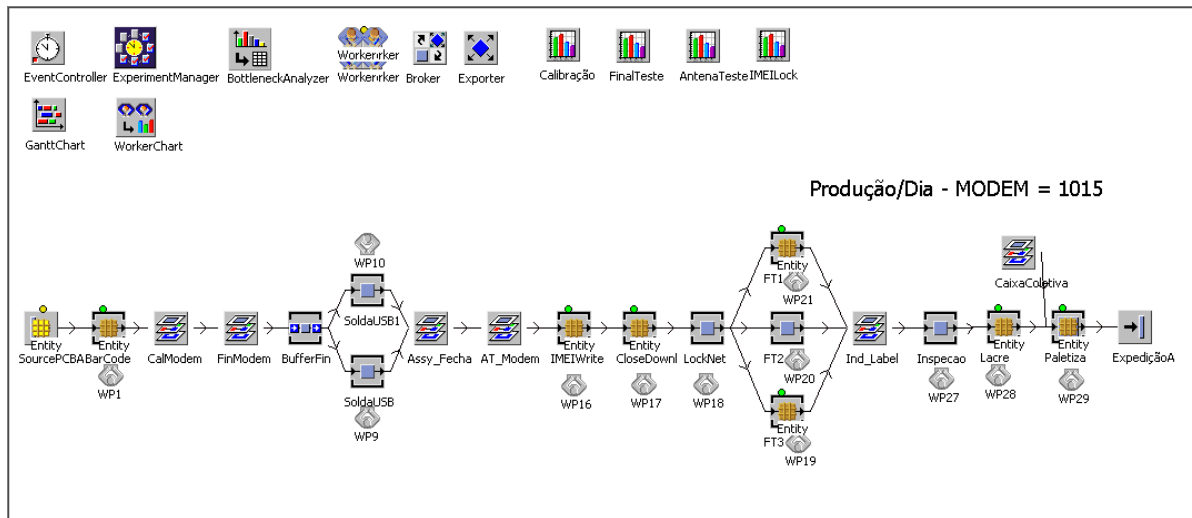 EventController ExperimentManager BottleneckAnalyzer Workerrker Broker Exporter Calibração FinalTeste AntenaTeste IMEILock
Workerrker
GanttChart WorkerChart
Produção/Dia - MODEM = 1015
WP10
Entity
FT1
WP21
CaixaColetiva
SoldaUSB1
Entity Entity
SourcePCBA BarCode CalModem FinModem BufferFin Assy_Fecha AT_Modem
Entity Entity
IMEIWrite CloseDownl LockNet FT2 Ind_Label Inspecao
Entity Entity
Lacre Paletiza ExpediçãoA
WP1 WP16 WP17 WP18 WP20 WP27 WP28 WP29
SoldaUSB
WP9
Entity
FT3
WP19